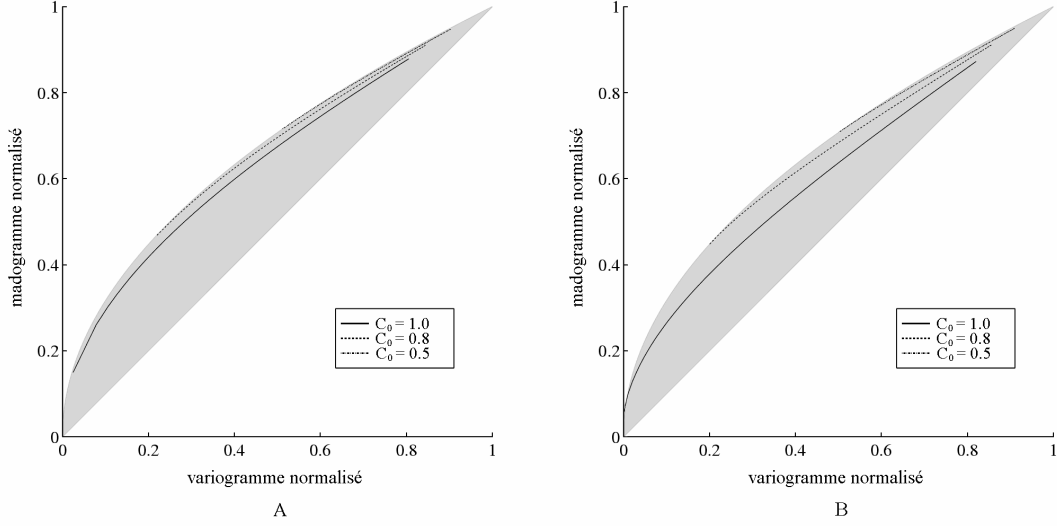 1
0.8
0.6
0.4
0.2
0
madogramme normalisé
C₀ = 1.0
C₀ = 0.8
C₀ = 0.5
0 0.2 0.4 0.6 0.8 1
variogramme normalisé
A
1
0.8
0.6
0.4
0.2
0
madogramme normalisé
C₀ = 1.0
C₀ = 0.8
C₀ = 0.5
0 0.2 0.4 0.6 0.8 1
variogramme normalisé
B